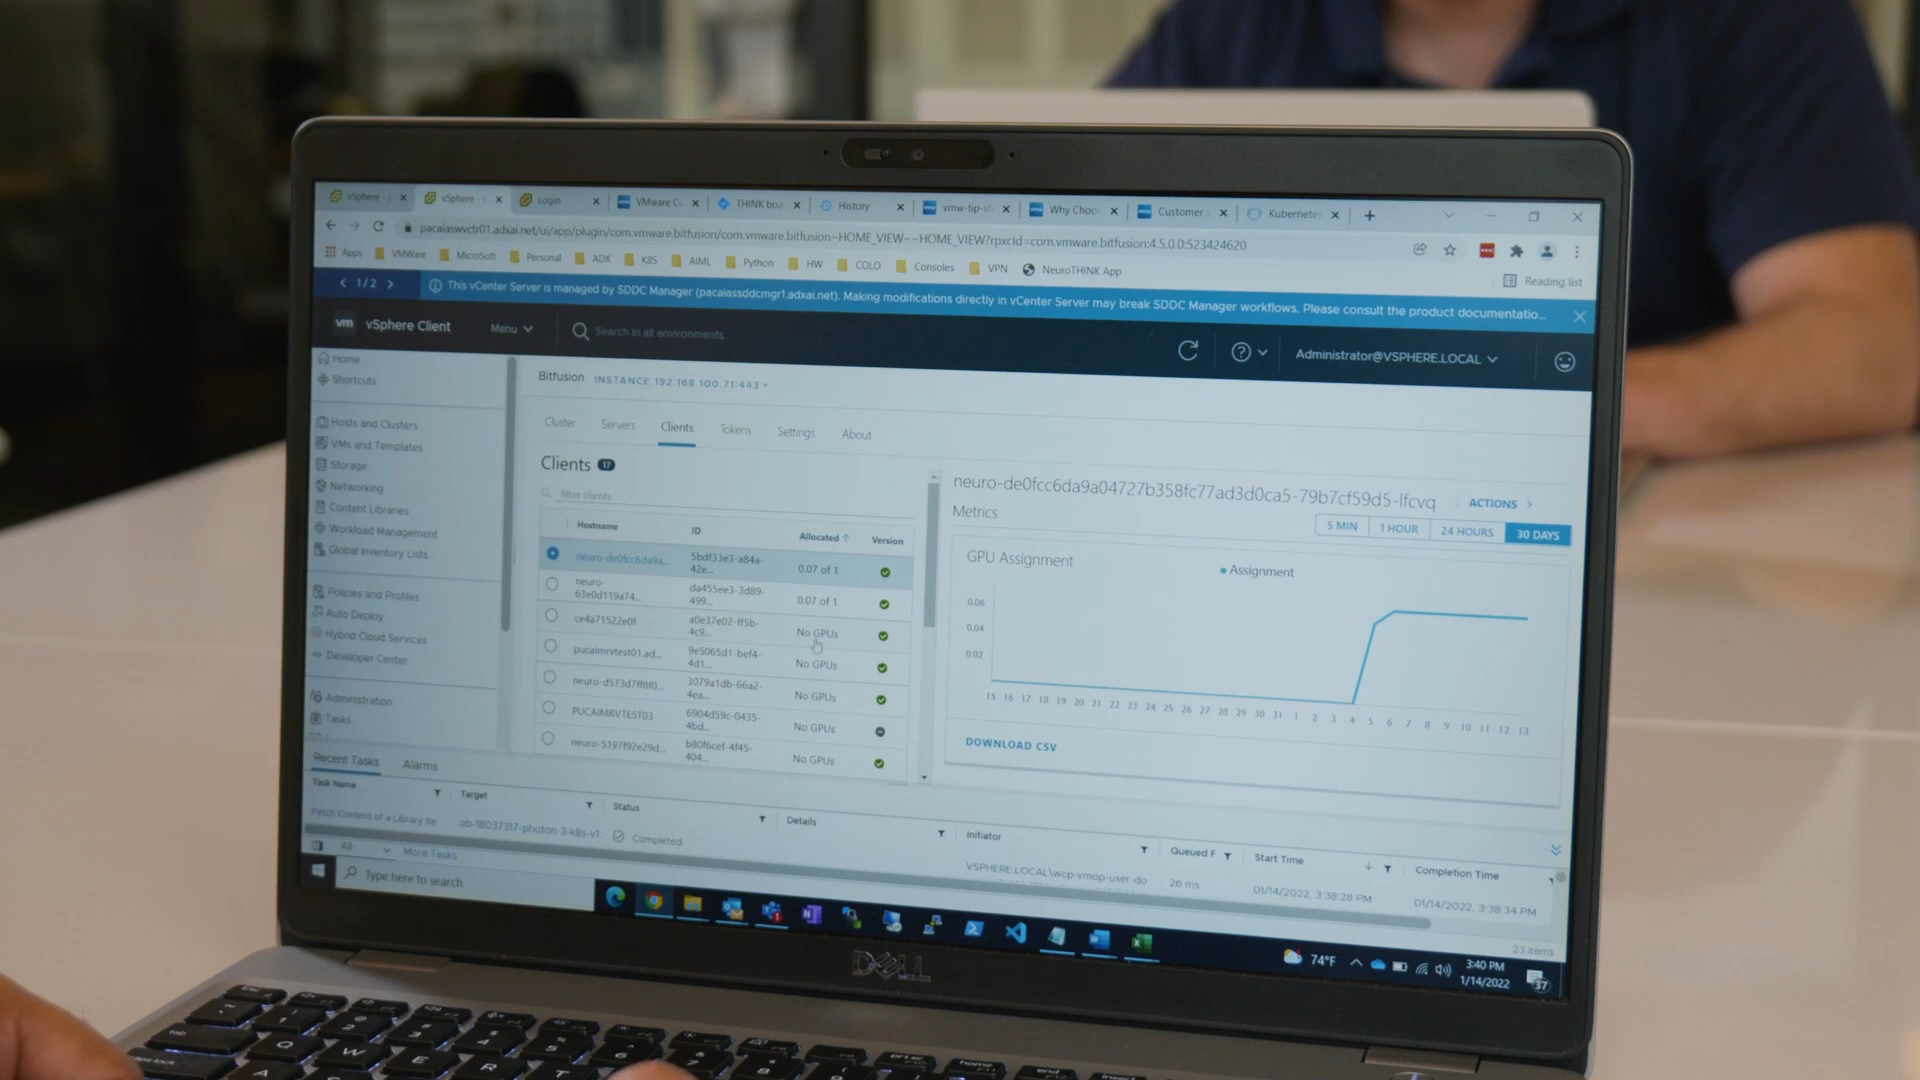 vSphere -
vSphere -
Login
VMware C
THINK boa
History
vmw-tip-s
Why Choo
Customer
Kubernete
pacaiaswvctr01.adxai.net/ui/app/plugin/com.vmware.bitfusion/com.vmware.bitfusion~HOME_VIEW~~HOME_VIEW?rpxcId=com.vmware.bitfusion:4.5.0.0:523424620
Apps VMWare MicroSoft Personal ADX K8S AIML Python HW COLO Consoles VPN NeuroTHINK App
Reading list
1/2
This vCenter Server is managed by SDDC Manager (pacaiassddcmgr1.adxai.net). Making modifications directly in vCenter Server may break SDDC Manager workflows. Please consult the product documentatio...
vm vSphere Client Menu Search in all environments
Administrator@VSPHERE.LOCAL
Home
Shortcuts
Hosts and Clusters
VMs and Templates
Storage
Networking
Content Libraries
Workload Management
Global Inventory Lists
Policies and Profiles
Auto Deploy
Hybrid Cloud Services
Developer Center
Administration
Tasks
Bitfusion INSTANCE 192.168.100.71:443
Cluster Servers Clients Tokens Settings About
Clients 17
filter clients
Hostname ID Allocated Version
neuro-de0fcc6da9a... 5bdf33e3-a84a-42e... 0.07 of 1
neuro-63e0d119a74... da455ee3-3d89-499... 0.07 of 1
ce4a71522e0f a0e37e02-ff5b-4c9... No GPUs
pucaimrvtest01.ad... 9e5065d1-bef4-4d1... No GPUs
neuro-d573d7ff8f0... 3079a1db-66a2-4ea... No GPUs
PUCAIMRVTEST03 6904d59c-0435-4bd... No GPUs
neuro-5197f92e29d... b80f6cef-4f45-404... No GPUs
neuro-de0fcc6da9a04727b358fc77ad3d0ca5-79b7cf59d5-lfcvq
ACTIONS
Metrics
5 MIN 1 HOUR 24 HOURS 30 DAYS
GPU Assignment
Assignment
0.06
0.04
0.02
15 16 17 18 19 20 21 22 23 24 25 26 27 28 29 30 31 1 2 3 4 5 6 7 8 9 10 11 12 13
DOWNLOAD CSV
Recent Tasks Alarms
Task Name Target Status Details Initiator Queued F Start Time Completion Time
Fetch Content of a Library Ite ob-18037317-photon-3-k8s-v1. Completed VSPHERE.LOCAL\wcp-vmop-user-do 26 ms 01/14/2022, 3:38:28 PM 01/14/2022, 3:38:34 PM
All More Tasks
23 items
Type here to search
74°F
3:40 PM
1/14/2022
37
DELL